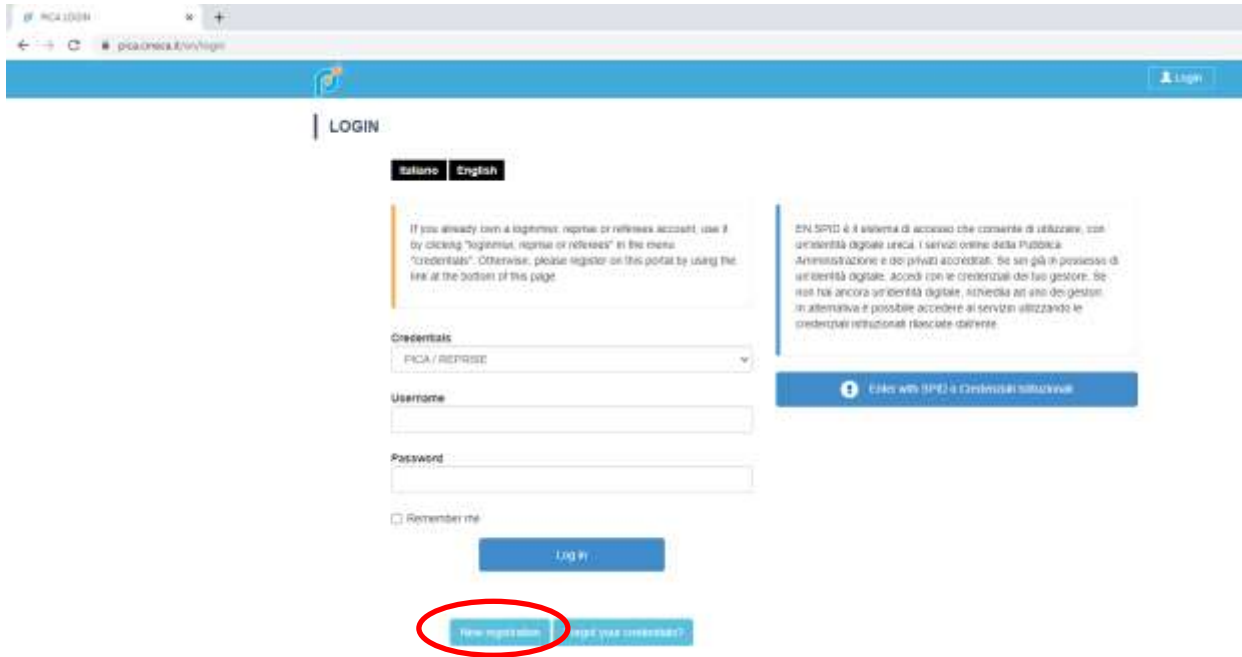 PICA LOGIN
pica.cineca.it/en/login
Login
LOGIN
Italiano English
If you already own a loginmiur, reprise or referees account, use it
by clicking "loginmiur, reprise or referees" in the menu
"credentials". Otherwise, please register on this portal by using the
link at the bottom of this page.
Credentials
PICA / REPRISE
Username
Password
Remember me
Log in
New registration Forgot your credentials?
EN SPID è il sistema di accesso che consente di utilizzare, con
un'identità digitale unica, i servizi online della Pubblica
Amministrazione e dei privati accreditati. Se sei già in possesso di
un'identità digitale, accedi con le credenziali del tuo gestore. Se
non hai ancora un'identità digitale, richiedila ad uno dei gestori.
In alternativa è possibile accedere ai servizi utilizzando le
credenziali istituzionali rilasciate dall'ente
Enter with SPID o Credenziali Istituzionali